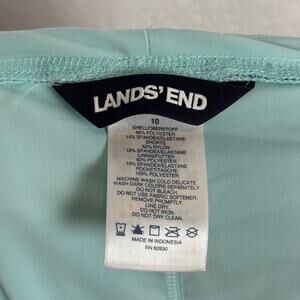 LANDS' END
10
SHELL/OBERSTOFF
86% POLYESTER
14% SPANDEX/ELASTANE
SHORTS
82% NYLON
18% SPANDEX/ELASTANE
LINING/FUTTER
90% POLYESTER
10% SPANDEX/ELASTANE
POCKET/TASCHE
100% POLYESTER
MACHINE WASH COLD DELICATE.
WASH DARK COLORS SEPARATELY.
DO NOT BLEACH.
DO NOT USE FABRIC SOFTENER.
REMOVE PROMPTLY.
LINE DRY.
DO NOT IRON.
DO NOT DRY CLEAN.
MADE IN INDONESIA
RN 62830